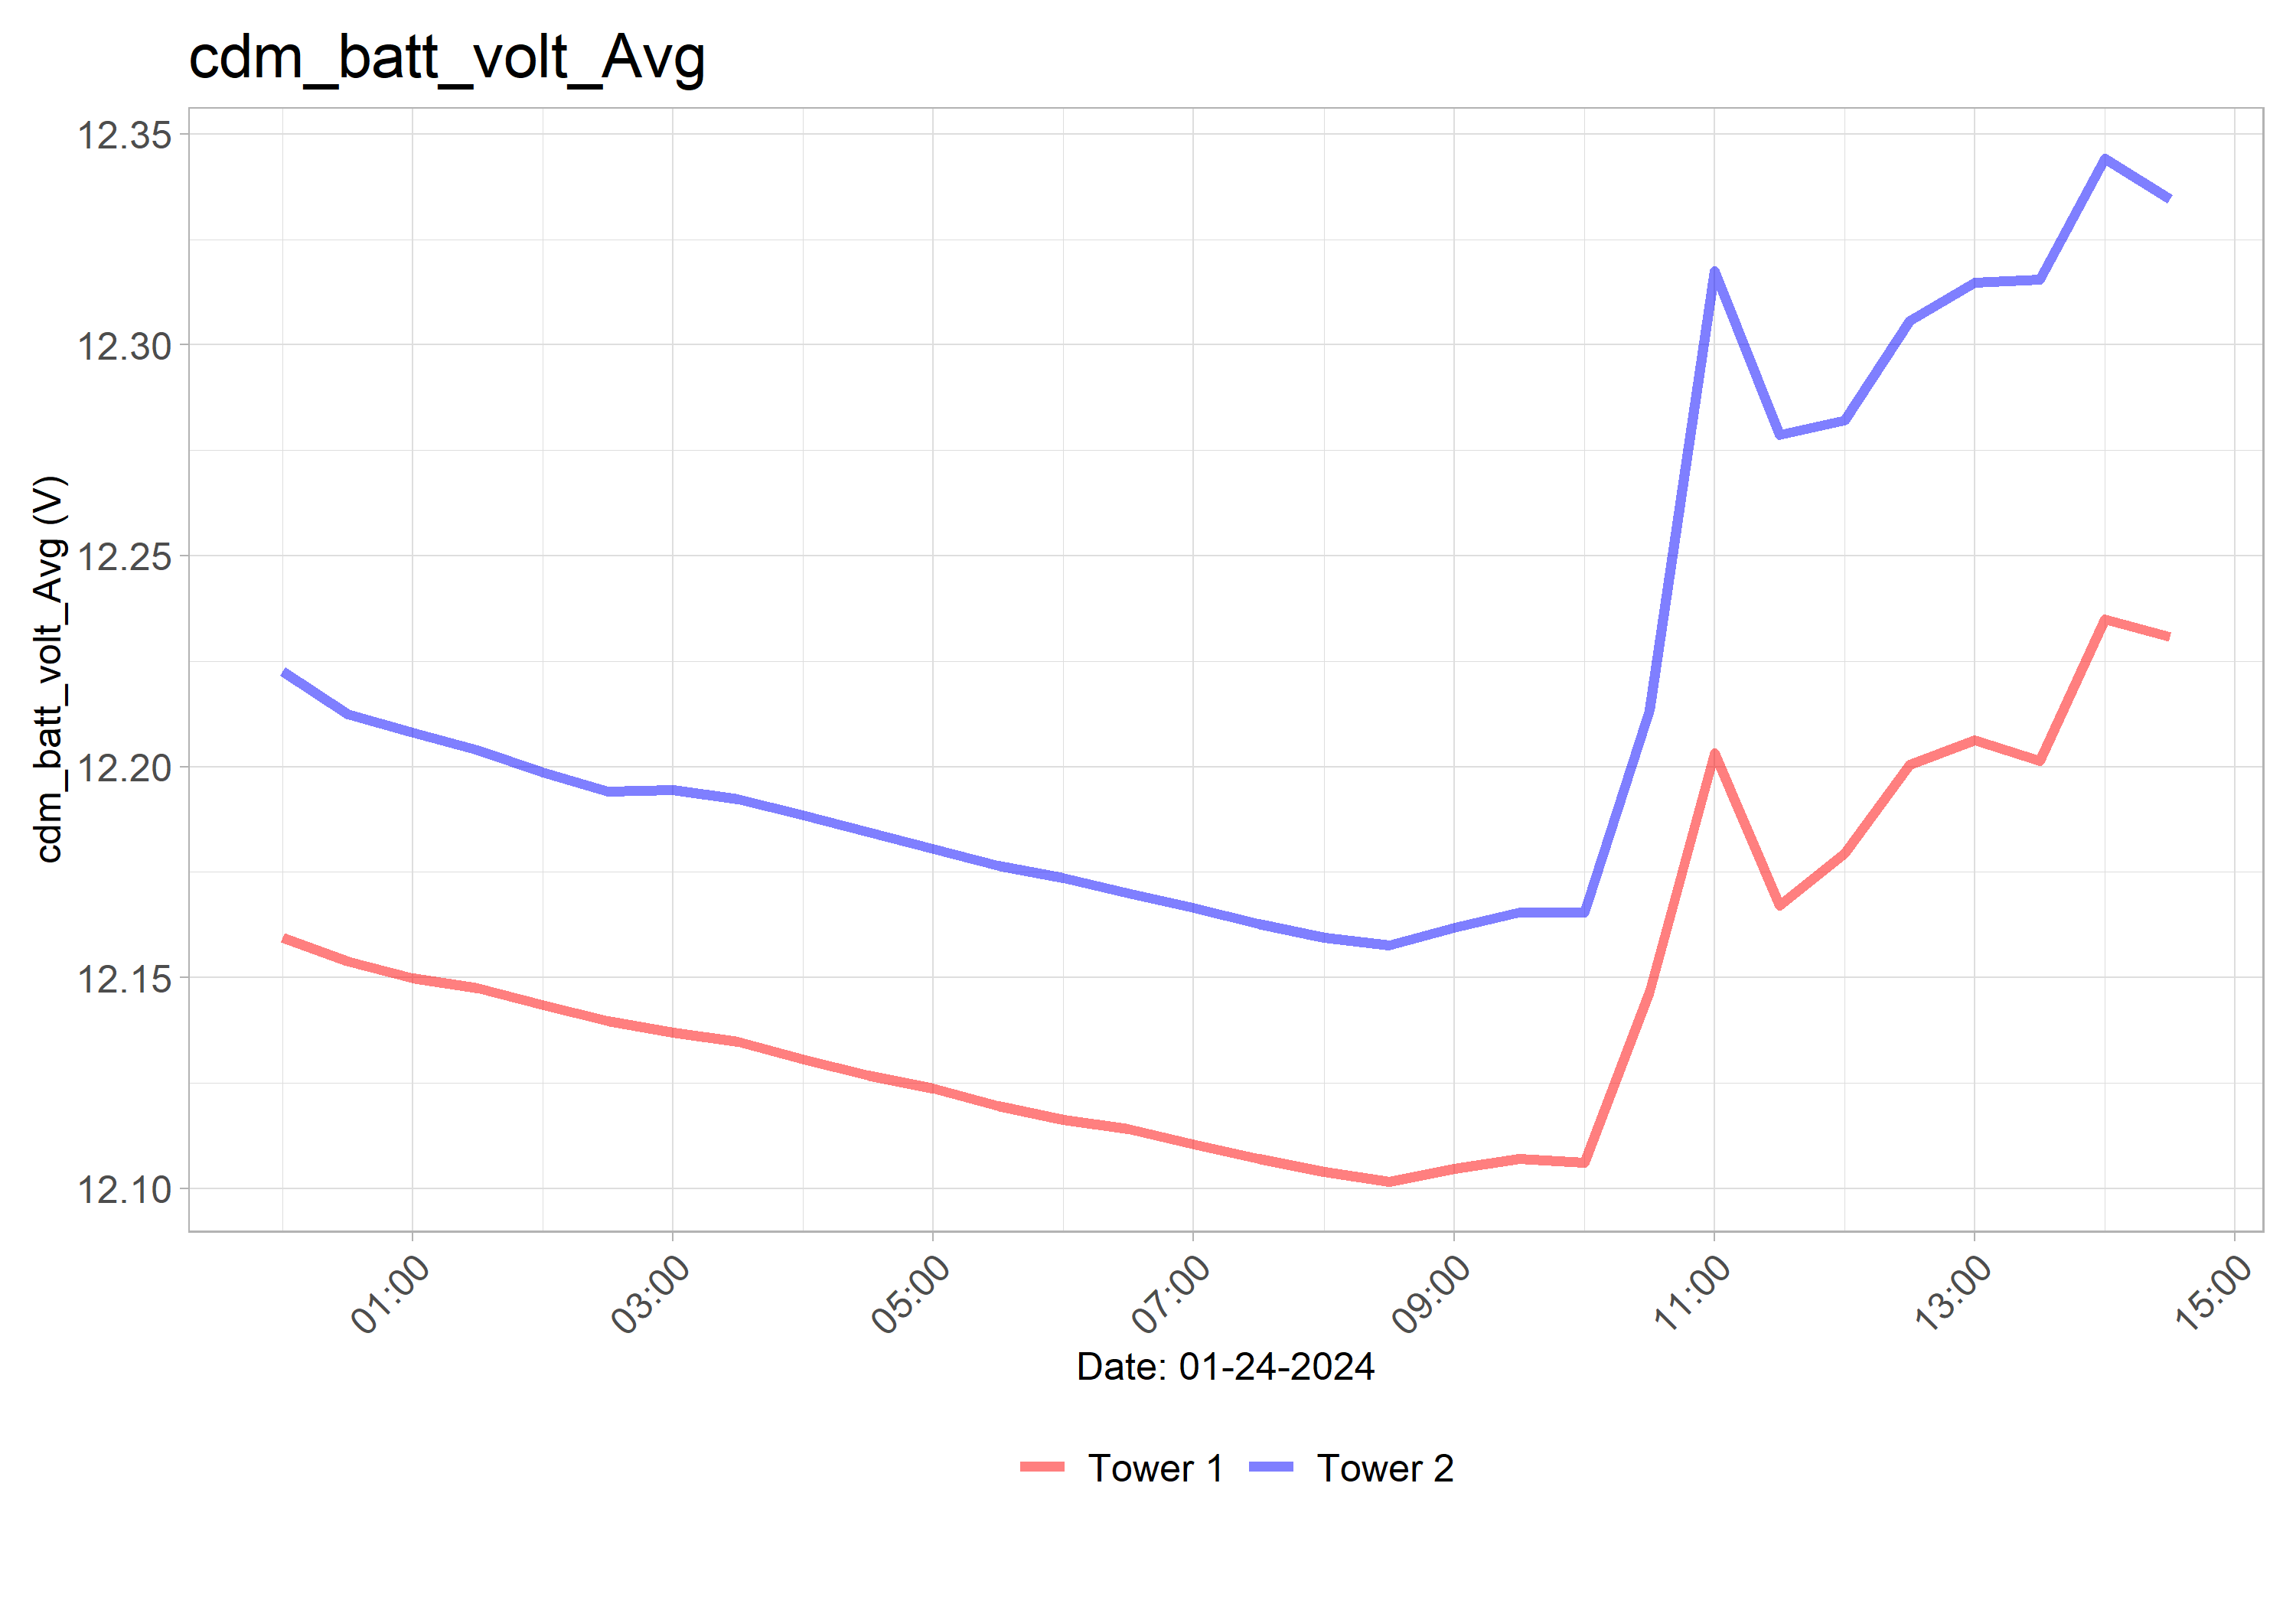 cdm_batt_volt_Avg
cdm_batt_volt_Avg (V)
12.35
12.30
12.25
12.20
12.15
12.10
01:00
03:00
05:00
07:00
09:00
11:00
13:00
15:00
Date: 01-24-2024
Tower 1
Tower 2